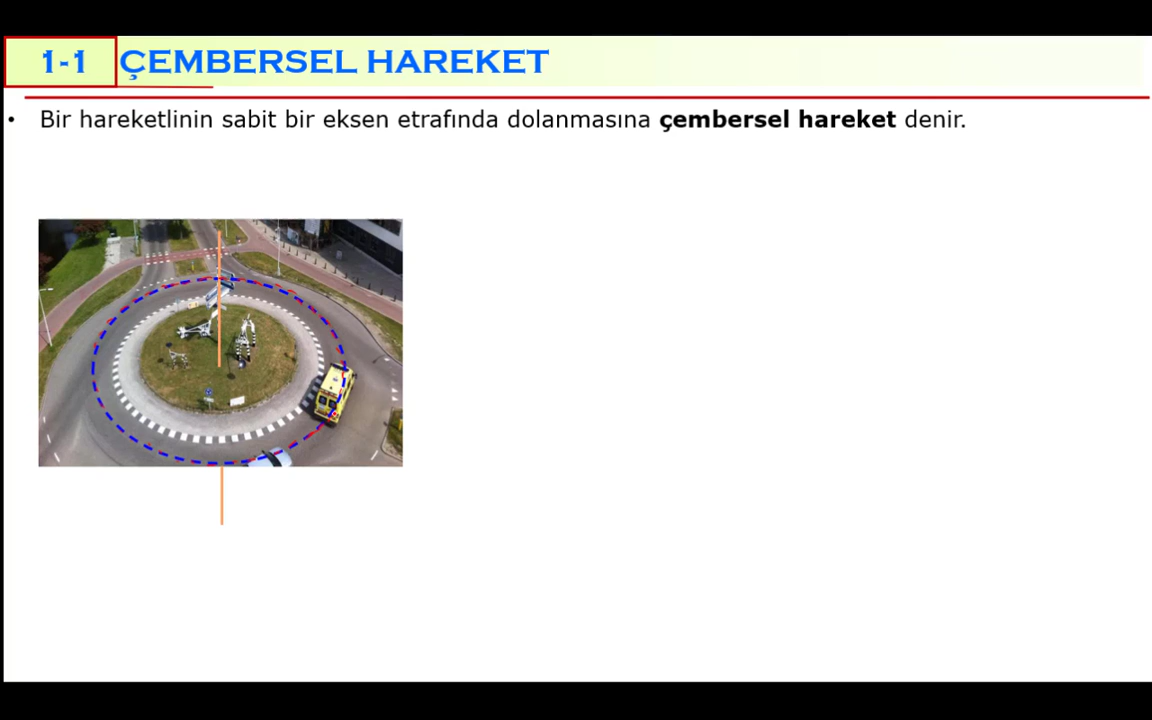 1-1 ÇEMBERSEL HAREKET
• Bir hareketlinin sabit bir eksen etrafında dolanmasına çembersel hareket denir.